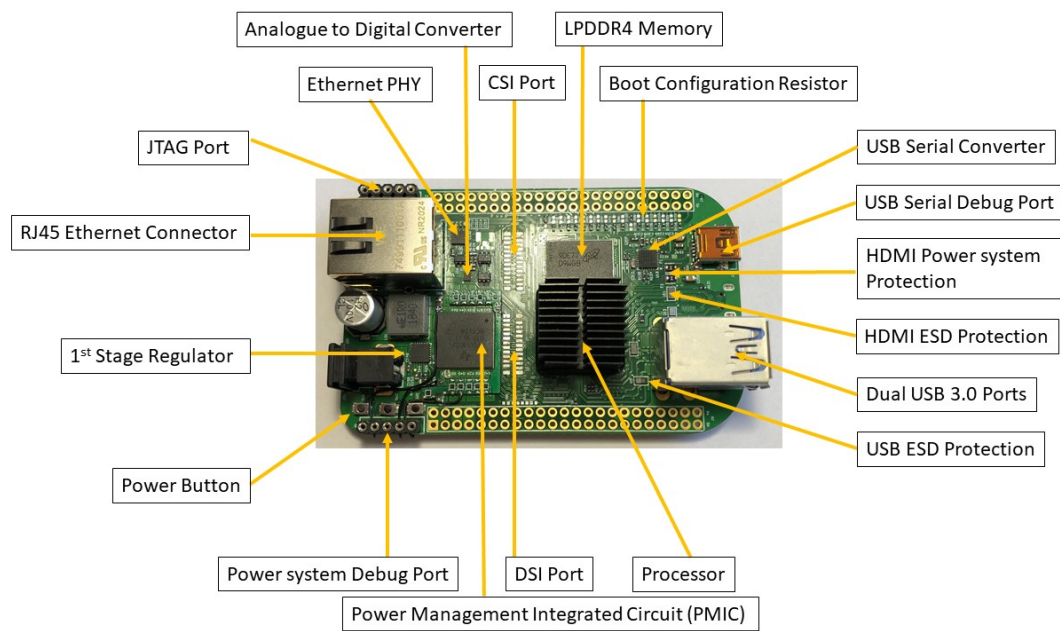 Analogue to Digital Converter
LPDDR4 Memory
Ethernet PHY
CSI Port
Boot Configuration Resistor
JTAG Port
USB Serial Converter
USB Serial Debug Port
RJ45 Ethernet Connector
HDMI Power system
Protection
HDMI ESD Protection
1st Stage Regulator
Dual USB 3.0 Ports
USB ESD Protection
Power Button
Power system Debug Port
DSI Port
Processor
Power Management Integrated Circuit (PMIC)